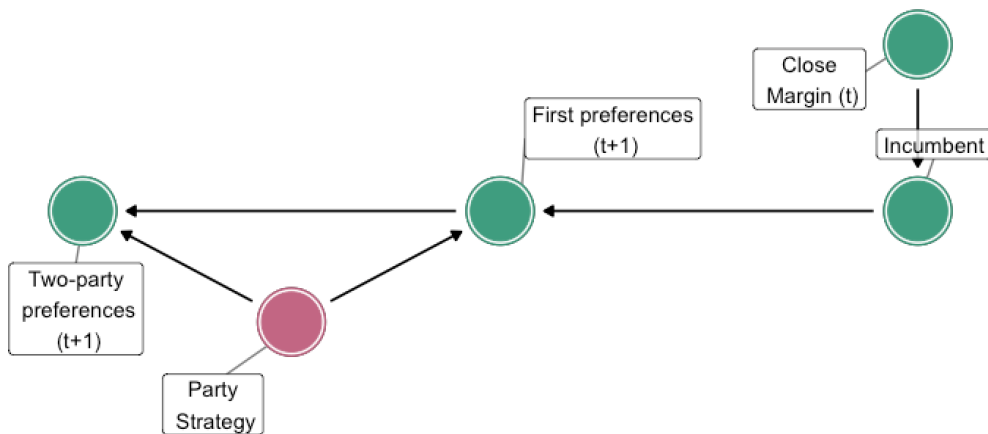 Close
Margin (t)
First preferences
(t+1)
Incumbent
Two-party
preferences
(t+1)
Party
Strategy